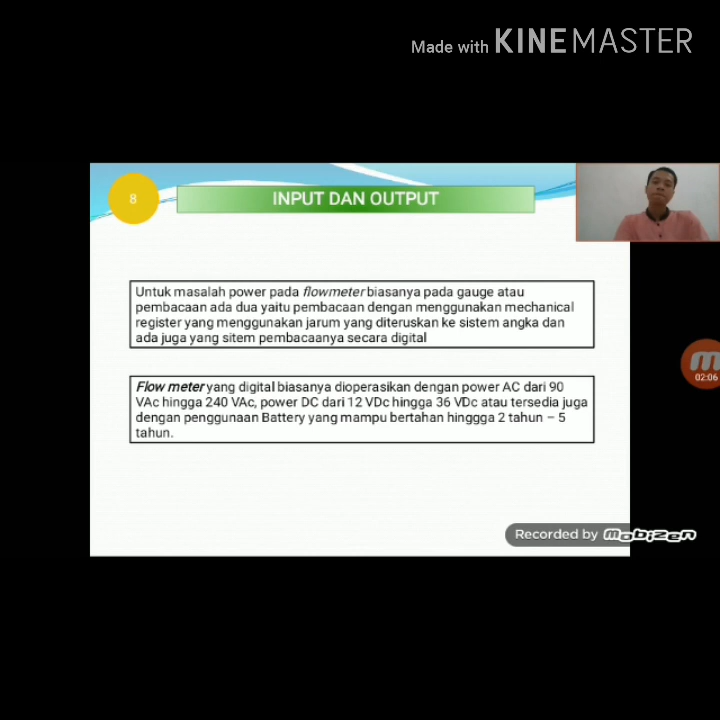 Made with KINEMASTER
8
INPUT DAN OUTPUT
Untuk masalah power pada flowmeter biasanya pada gauge atau
pembacaan ada dua yaitu pembacaan dengan menggunakan mechanical
register yang menggunakan jarum yang diteruskan ke sistem angka dan
ada juga yang sitem pembacaanya secara digital
Flow meter yang digital biasanya dioperasikan dengan power AC dari 90
VAc hingga 240 VAc, power DC dari 12 VDc hingga 36 VDc atau tersedia juga
dengan penggunaan Battery yang mampu bertahan hinggga 2 tahun – 5
tahun.
02:06
Recorded by mobizen